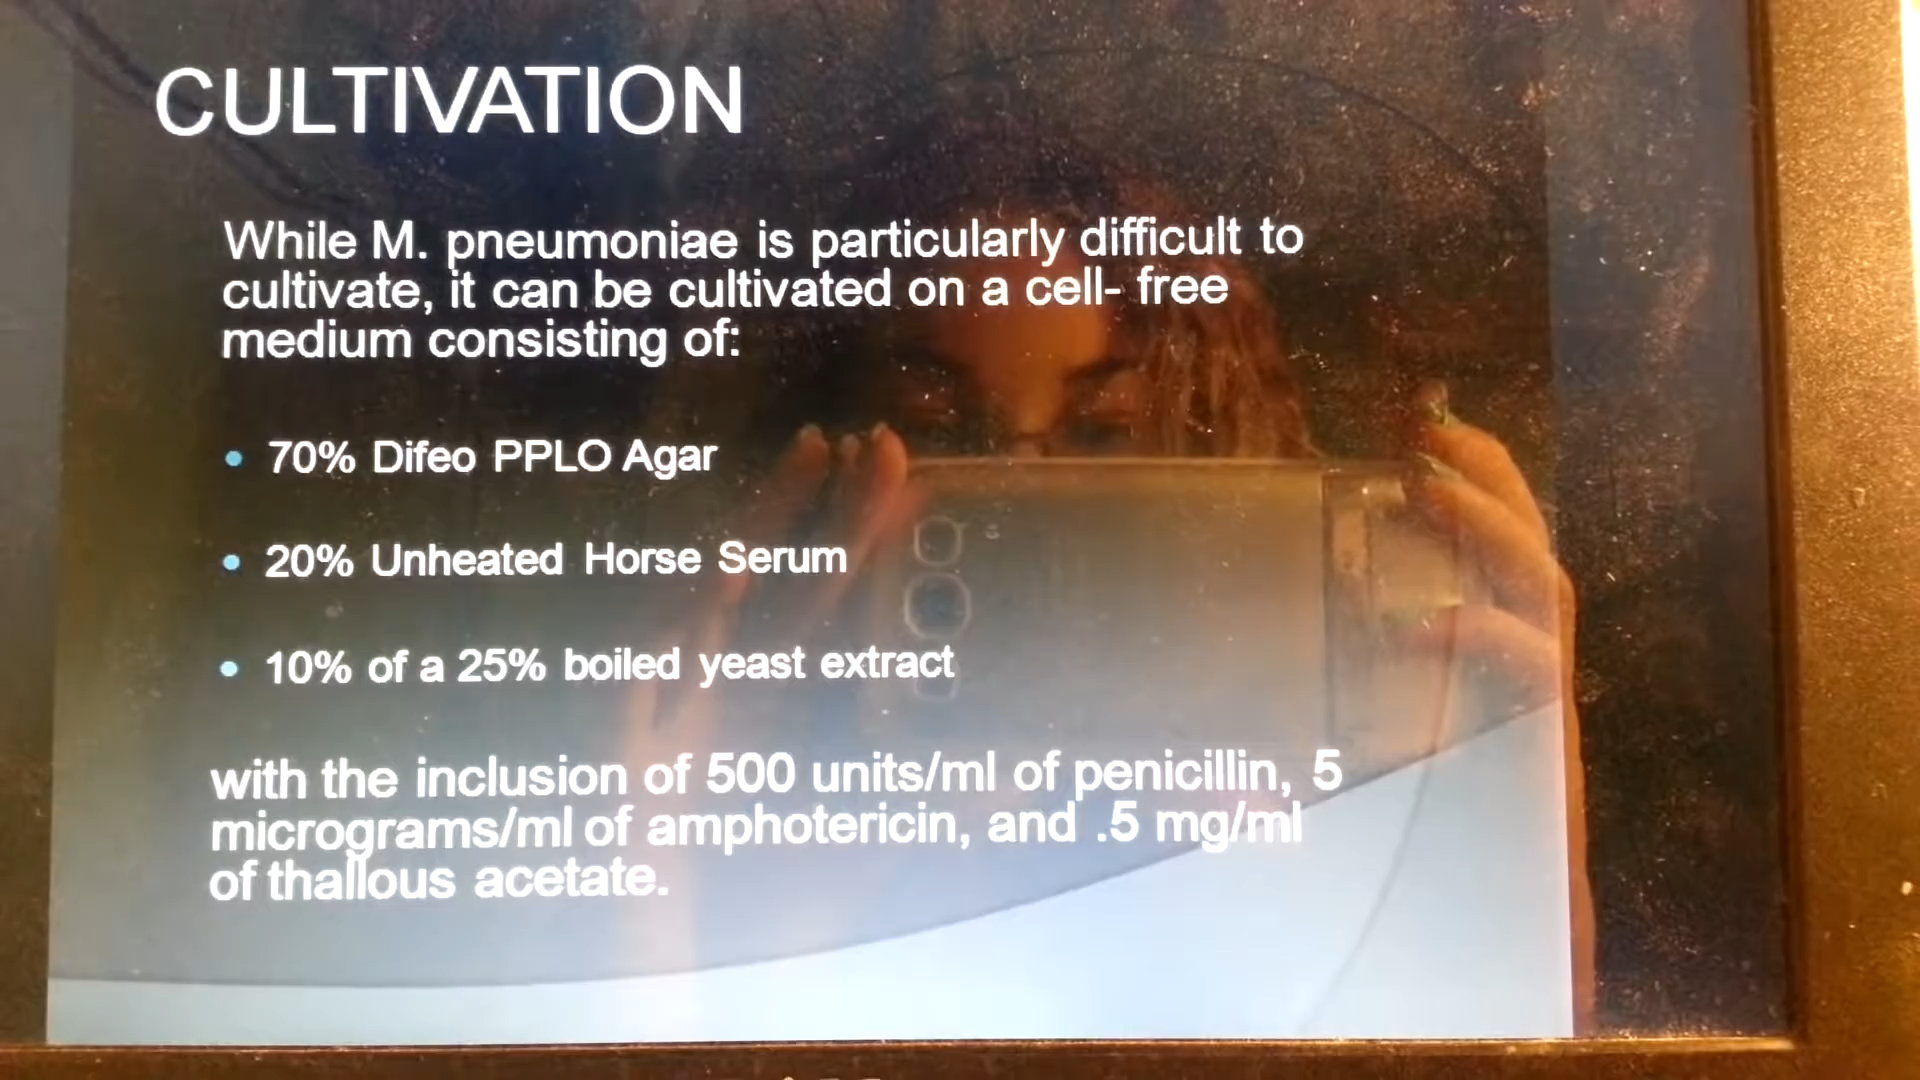 CULTIVATION
While M. pneumoniae is particularly difficult to
cultivate, it can be cultivated on a cell- free
medium consisting of:
• 70% Difeo PPLO Agar
• 20% Unheated Horse Serum
• 10% of a 25% boiled yeast extract
with the inclusion of 500 units/ml of penicillin, 5
micrograms/ml of amphotericin, and .5 mg/ml
of thallous acetate.